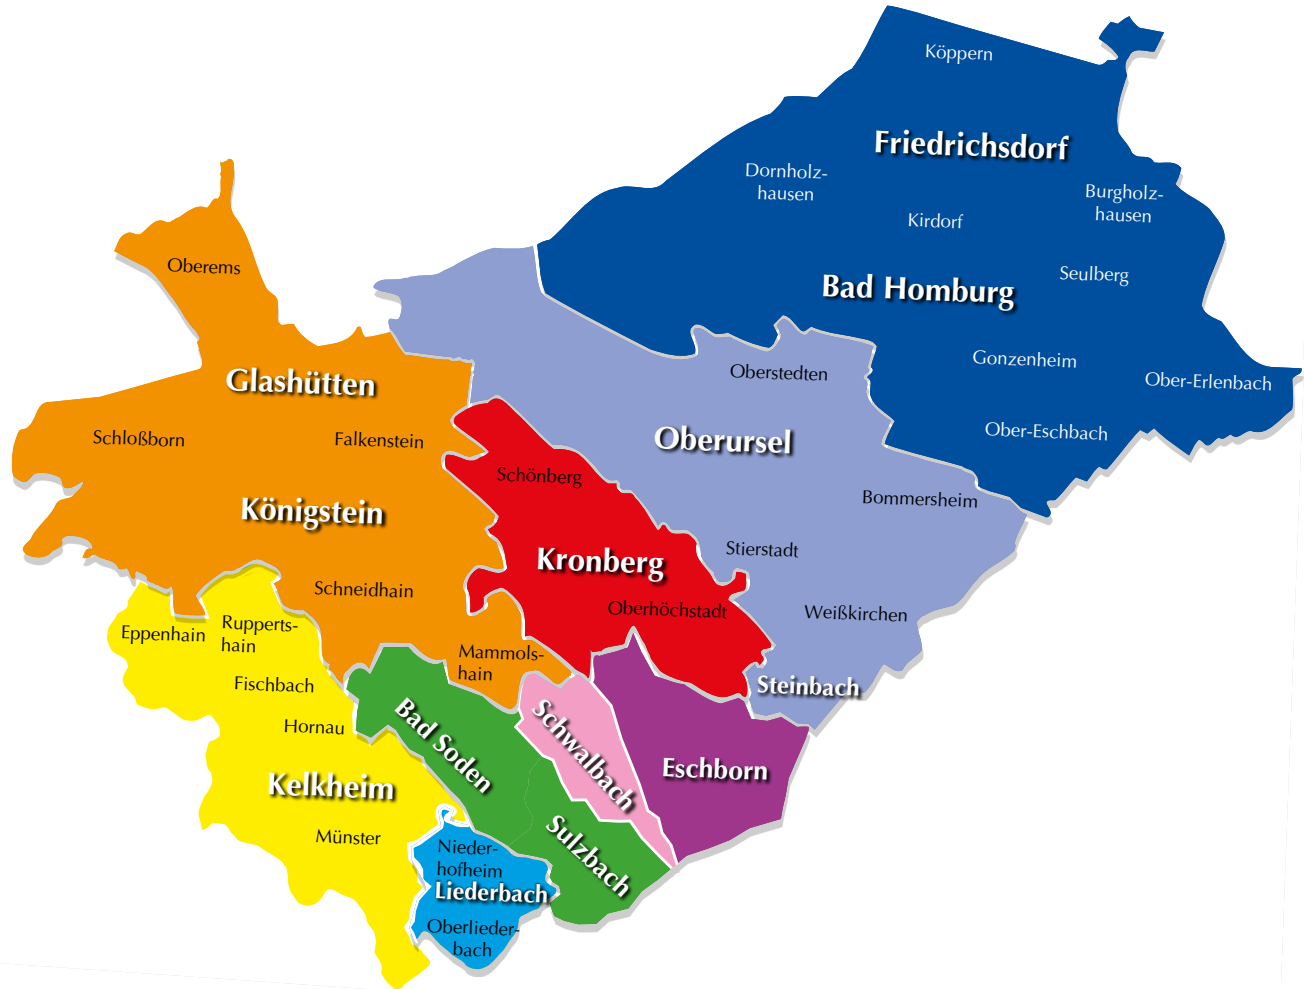 Köppern
Friedrichsdorf
Dornholz-
hausen
Burgholz-
hausen
Kirdorf
Oberems
Seulberg
Bad Homburg
Gonzenheim
Oberstedten
Ober-Erlenbach
Glashütten
Schloßborn
Falkenstein
Oberursel
Ober-Eschbach
Schönberg
Bommersheim
Königstein
Stierstadt
Kronberg
Schneidhain
Oberhöchstadt
Weißkirchen
Eppenhain
Rupperts-
hain
Mammols-
hain
Fischbach
Steinbach
Hornau
Bad Soden
Schwalbach
Eschborn
Kelkheim
Münster
Sulzbach
Nieder-
hofheim
Liederbach
Oberlieder-
bach